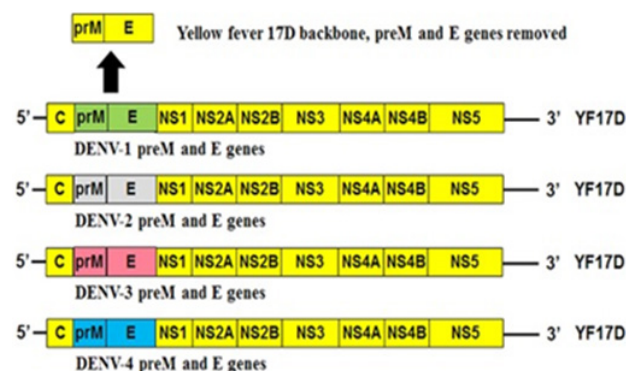 prM E Yellow fever 17D backbone, preM and E genes removed
5' C prM E NS1 NS2A NS2B NS3 NS4A NS4B NS5 3' YF17D
DENV-1 preM and E genes
5' C prM E NS1 NS2A NS2B NS3 NS4A NS4B NS5 3' YF17D
DENV-2 preM and E genes
5' C prM E NS1 NS2A NS2B NS3 NS4A NS4B NS5 3' YF17D
DENV-3 preM and E genes
5' C prM E NS1 NS2A NS2B NS3 NS4A NS4B NS5 3' YF17D
DENV-4 preM and E genes